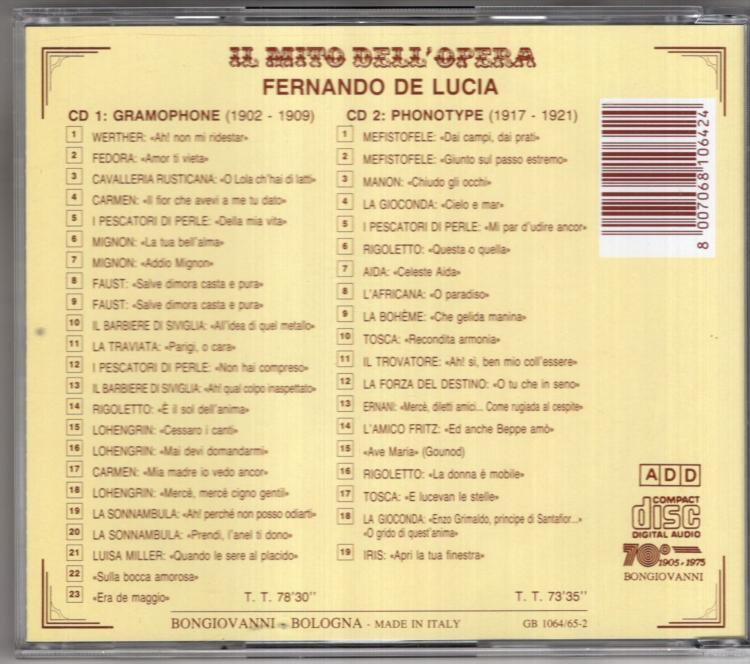 IL MITO DELL'OPERA
FERNANDO DE LUCIA
CD 1: GRAMOPHONE (1902 - 1909)
1 WERTHER: «Ah! non mi ridestar»
2 FEDORA: «Amor ti vieta»
3 CAVALLERIA RUSTICANA: «O Lola ch'hai di latti»
4 CARMEN: «Il fior che avevi a me tu dato»
5 I PESCATORI DI PERLE: «Della mia vita»
6 MIGNON: «La tua bell'alma»
7 MIGNON: «Addio Mignon»
8 FAUST: «Salve dimora casta e pura»
9 FAUST: «Salve dimora casta e pura»
10 IL BARBIERE DI SIVIGLIA: «All'idea di quel metallo»
11 LA TRAVIATA: «Parigi, o cara»
12 I PESCATORI DI PERLE: «Non hai compreso»
13 IL BARBIERE DI SIVIGLIA: «Ah! qual colpo inaspettato»
14 RIGOLETTO: «È il sol dell'anima»
15 LOHENGRIN: «Cessaro i canti»
16 LOHENGRIN: «Mai devi domandarmi»
17 CARMEN: «Mia madre io vedo ancor»
18 LOHENGRIN: «Mercè, mercè cigno gentil»
19 LA SONNAMBULA: «Ah! perché non posso odiarti»
20 LA SONNAMBULA: «Prendi, l'anel ti dono»
21 LUISA MILLER: «Quando le sere al placido»
22 «Sulla bocca amorosa»
23 «Era de maggio» T. T. 78'30''
CD 2: PHONOTYPE (1917 - 1921)
1 MEFISTOFELE: «Dai campi, dai prati»
2 MEFISTOFELE: «Giunto sul passo estremo»
3 MANON: «Chiudo gli occhi»
4 LA GIOCONDA: «Cielo e mar»
5 I PESCATORI DI PERLE: «Mi par d'udire ancor»
6 RIGOLETTO: «Questa o quella»
7 AIDA: «Celeste Aida»
8 L'AFRICANA: «O paradiso»
9 LA BOHÈME: «Che gelida manina»
10 TOSCA: «Recondita armonia»
11 IL TROVATORE: «Ah! sì, ben mio coll'essere»
12 LA FORZA DEL DESTINO: «O tu che in seno»
13 ERNANI: «Mercè, diletti amici... Come rugiada al cespite»
14 L'AMICO FRITZ: «Ed anche Beppe amò»
15 «Ave Maria» (Gounod)
16 RIGOLETTO: «La donna è mobile»
17 TOSCA: «E lucevan le stelle»
18 LA GIOCONDA: «Enzo Grimaldo, principe di Santafior...»
«O grido di quest'anima»
19 IRIS: «Apri la tua finestra»
T. T. 73'35''
8 007068 106424
ADD
COMPACT
disc
DIGITAL AUDIO
70° 1905-1975
BONGIOVANNI
BONGIOVANNI - BOLOGNA - MADE IN ITALY GB 1064/65-2